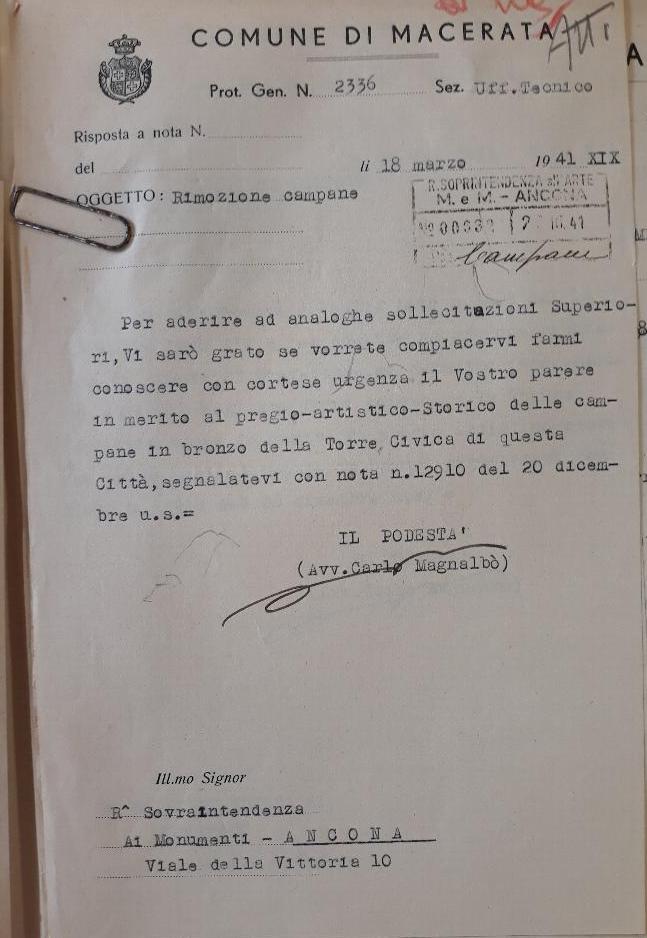 COMUNE DI MACERATA
Atti
Prot. Gen. N. 2336 Sez. Uff.Tecnico
Risposta a nota N.
del lì 18 marzo 1941 XIX
OGGETTO: Rimozione campane
R. SOPRINTENDENZA all' ARTE
M. e M. - ANCONA
Campane
Per aderire ad analoghe sollecitazioni Superio-
ri,Vi sarò grato se vorrete compiacervi farmi
conoscere con cortese urgenza il Vostro parere
in merito al pregio-artistico-Storico delle cam-
pane in bronzo della Torre Civica di questa
Città,segnalatevi con nota n.12910 del 20 dicem-
bre u.s.=
IL PODESTA'
(Avv.Carlo Magnalbò)
Ill.mo Signor
R^ Sovraintendenza
Ai Monumenti - ANCONA
Viale della Vittoria 10